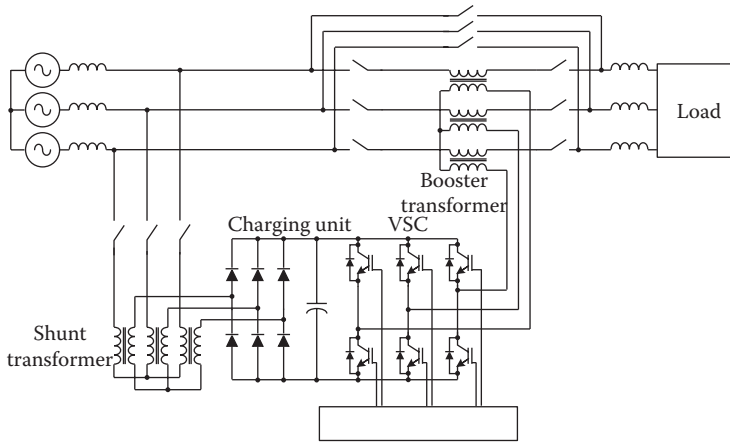 Load
Booster
transformer
Charging unit
VSC
Shunt
transformer